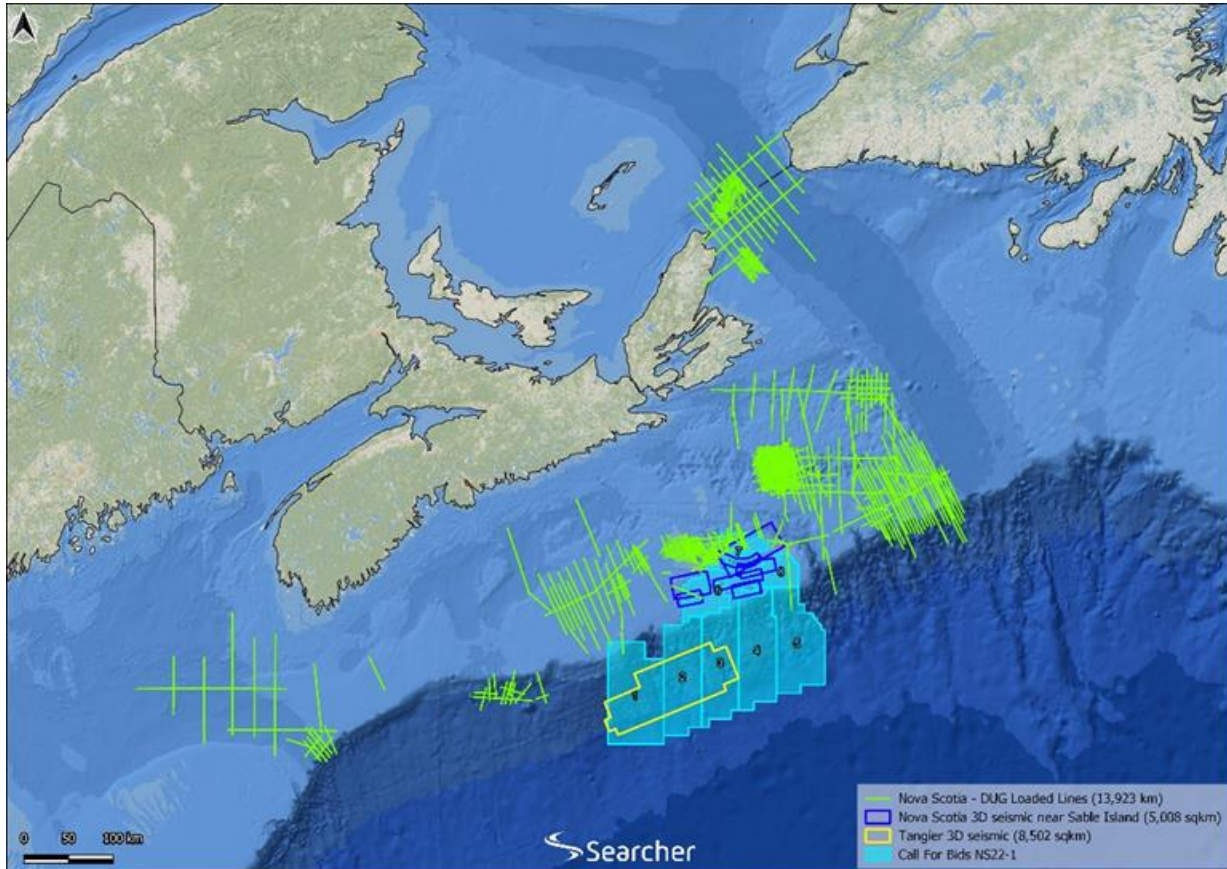 4
0 50 100 km
Searcher
Nova Scotia - DUG Loaded Lines (13,923 km)
Nova Scotia 3D seismic near Sable Island (5,008 sqkm)
Tangier 3D seismic (8,502 sqkm)
Call For Bids NS22-1